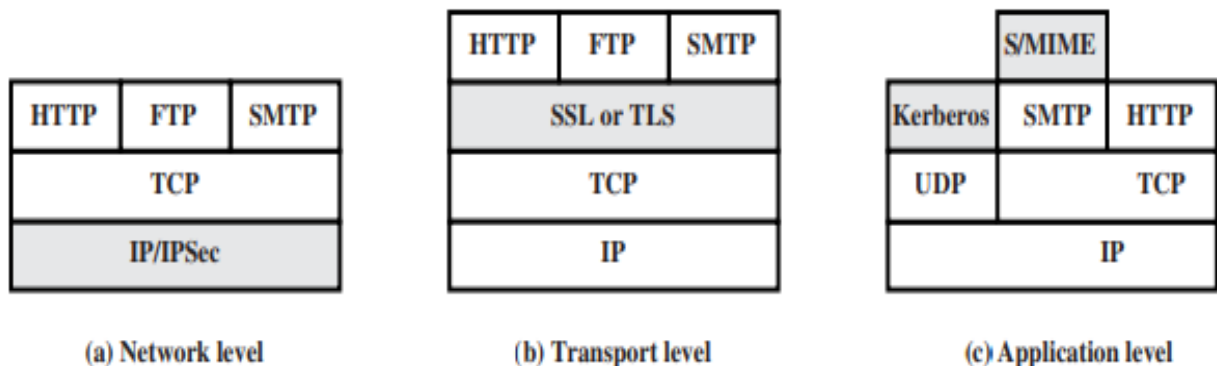 HTTP FTP SMTP
TCP
IP/IPSec
(a) Network level
HTTP FTP SMTP
SSL or TLS
TCP
IP
(b) Transport level
S/MIME
Kerberos SMTP HTTP
UDP TCP
IP
(c) Application level